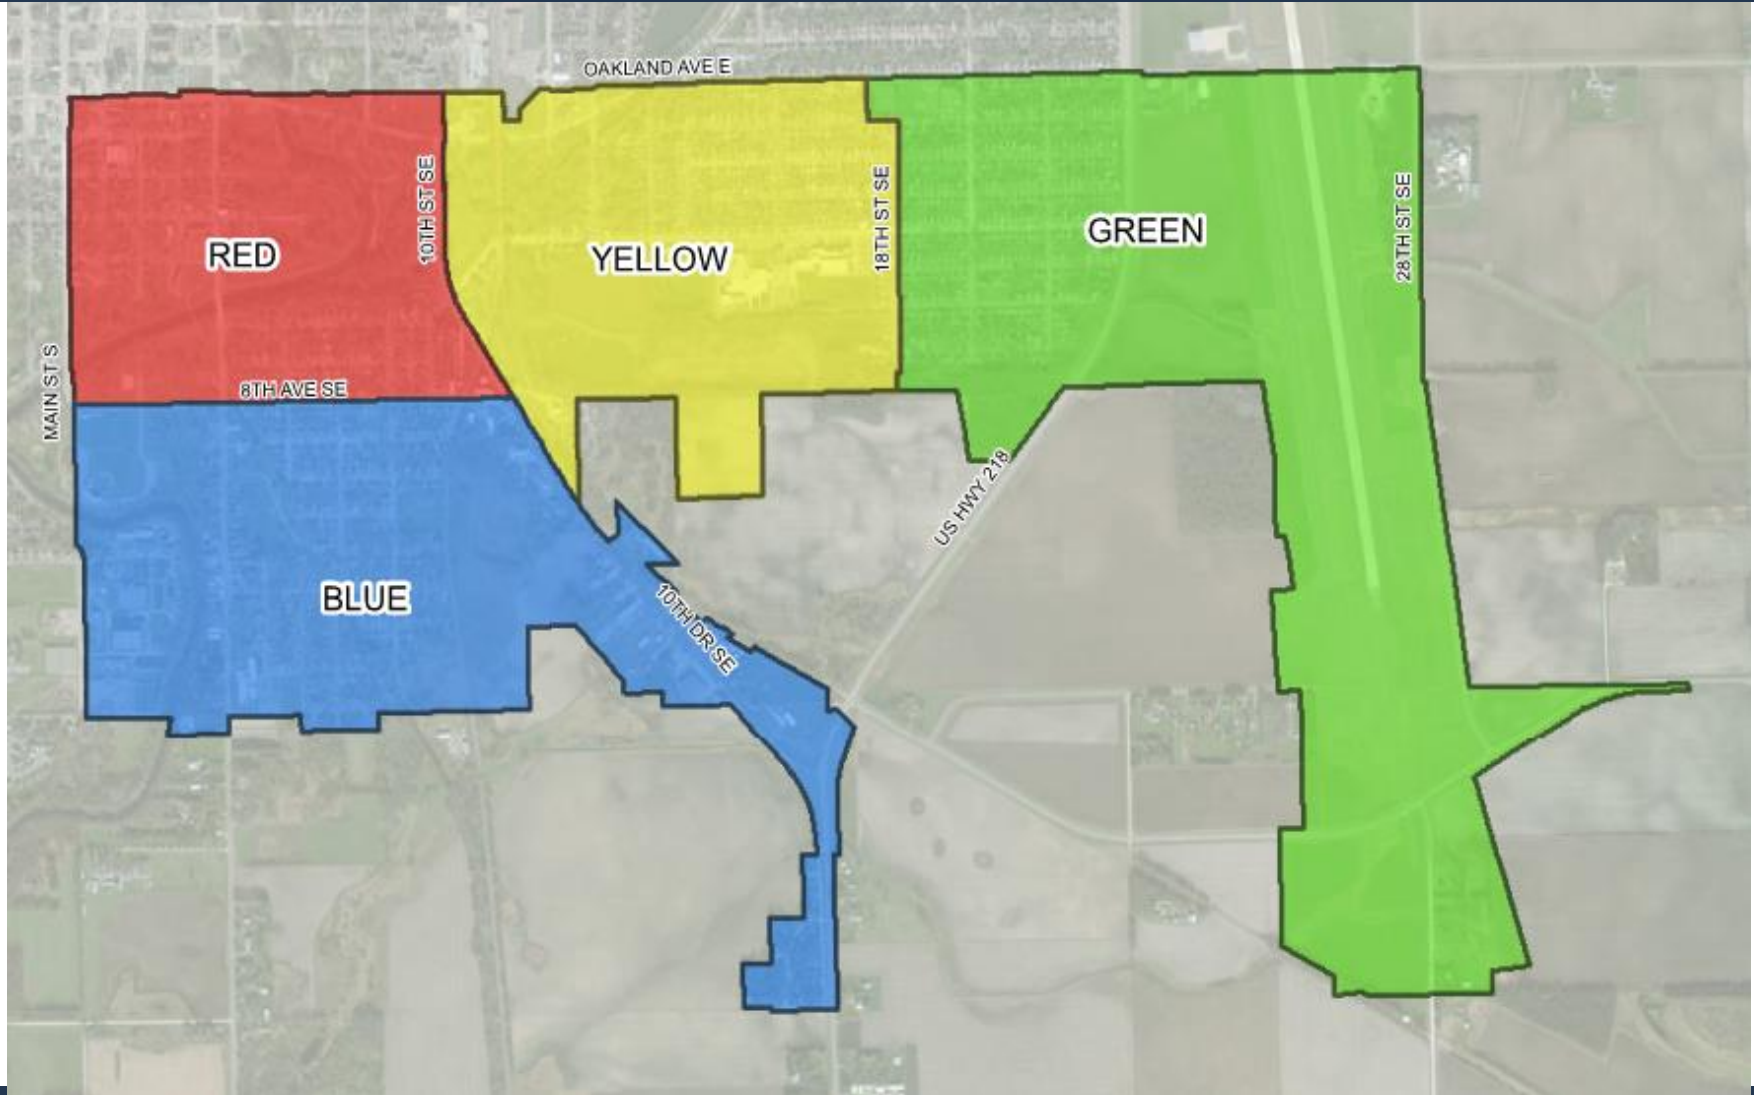 OAKLAND AVE E
RED
10TH ST SE
YELLOW
18TH ST SE
GREEN
28TH ST SE
MAIN ST S
8TH AVE SE
US HWY 218
BLUE
10TH DR SE